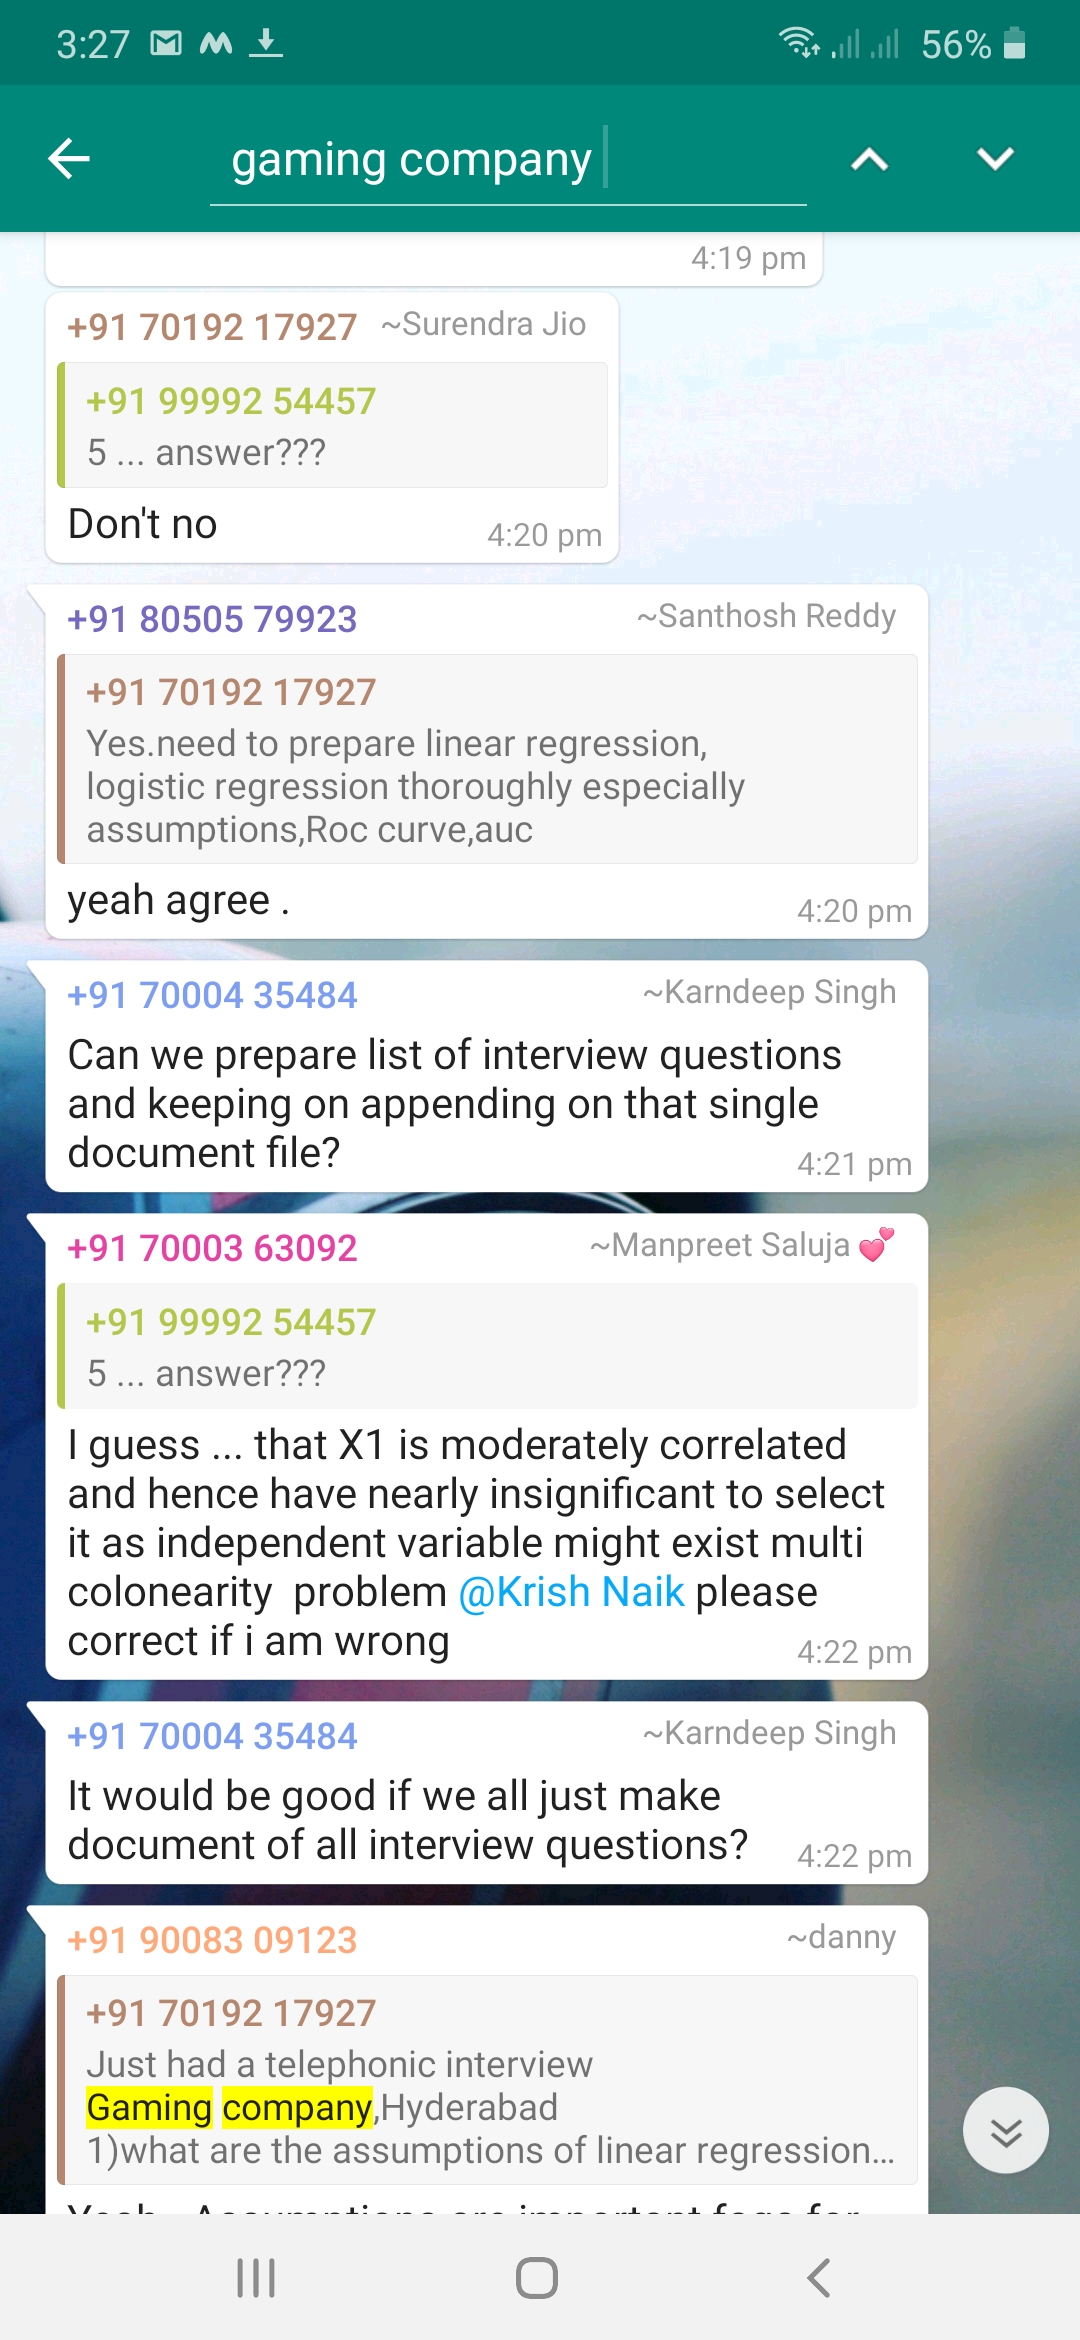 3:27
56%
gaming company
4:19 pm
+91 70192 17927 ~Surendra Jio
+91 99992 54457
5 ... answer???
Don't no
4:20 pm
+91 80505 79923 ~Santhosh Reddy
+91 70192 17927
Yes.need to prepare linear regression,
logistic regression thoroughly especially
assumptions,Roc curve,auc
yeah agree .
4:20 pm
+91 70004 35484 ~Karndeep Singh
Can we prepare list of interview questions
and keeping on appending on that single
document file?
4:21 pm
+91 70003 63092 ~Manpreet Saluja 💕
+91 99992 54457
5 ... answer???
I guess ... that X1 is moderately correlated
and hence have nearly insignificant to select
it as independent variable might exist multi
colonearity  problem @Krish Naik please
correct if i am wrong
4:22 pm
+91 70004 35484 ~Karndeep Singh
It would be good if we all just make
document of all interview questions?
4:22 pm
+91 90083 09123 ~danny
+91 70192 17927
Just had a telephonic interview
Gaming company,Hyderabad
1)what are the assumptions of linear regression...